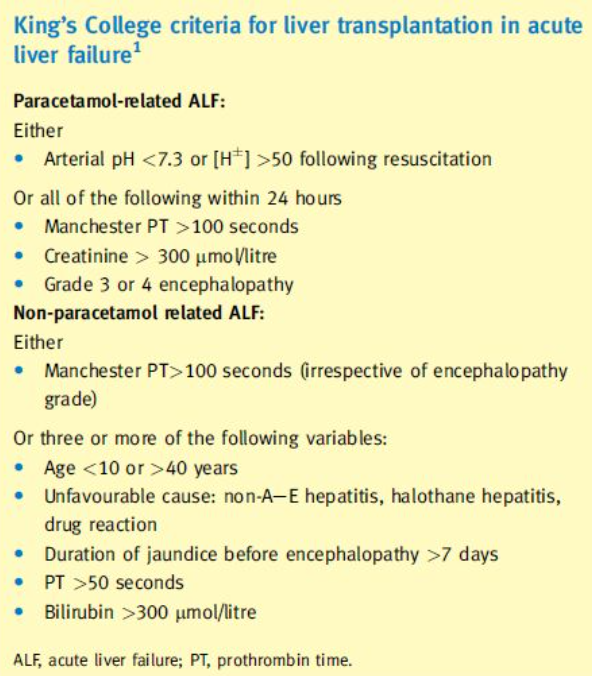 King's College criteria for liver transplantation in acute
liver failure¹
Paracetamol-related ALF:
Either
• Arterial pH <7.3 or [H±] >50 following resuscitation
Or all of the following within 24 hours
• Manchester PT >100 seconds
• Creatinine > 300 μmol/litre
• Grade 3 or 4 encephalopathy
Non-paracetamol related ALF:
Either
• Manchester PT>100 seconds (irrespective of encephalopathy
grade)
Or three or more of the following variables:
• Age <10 or >40 years
• Unfavourable cause: non-A–E hepatitis, halothane hepatitis,
drug reaction
• Duration of jaundice before encephalopathy >7 days
• PT >50 seconds
• Bilirubin >300 μmol/litre
ALF, acute liver failure; PT, prothrombin time.